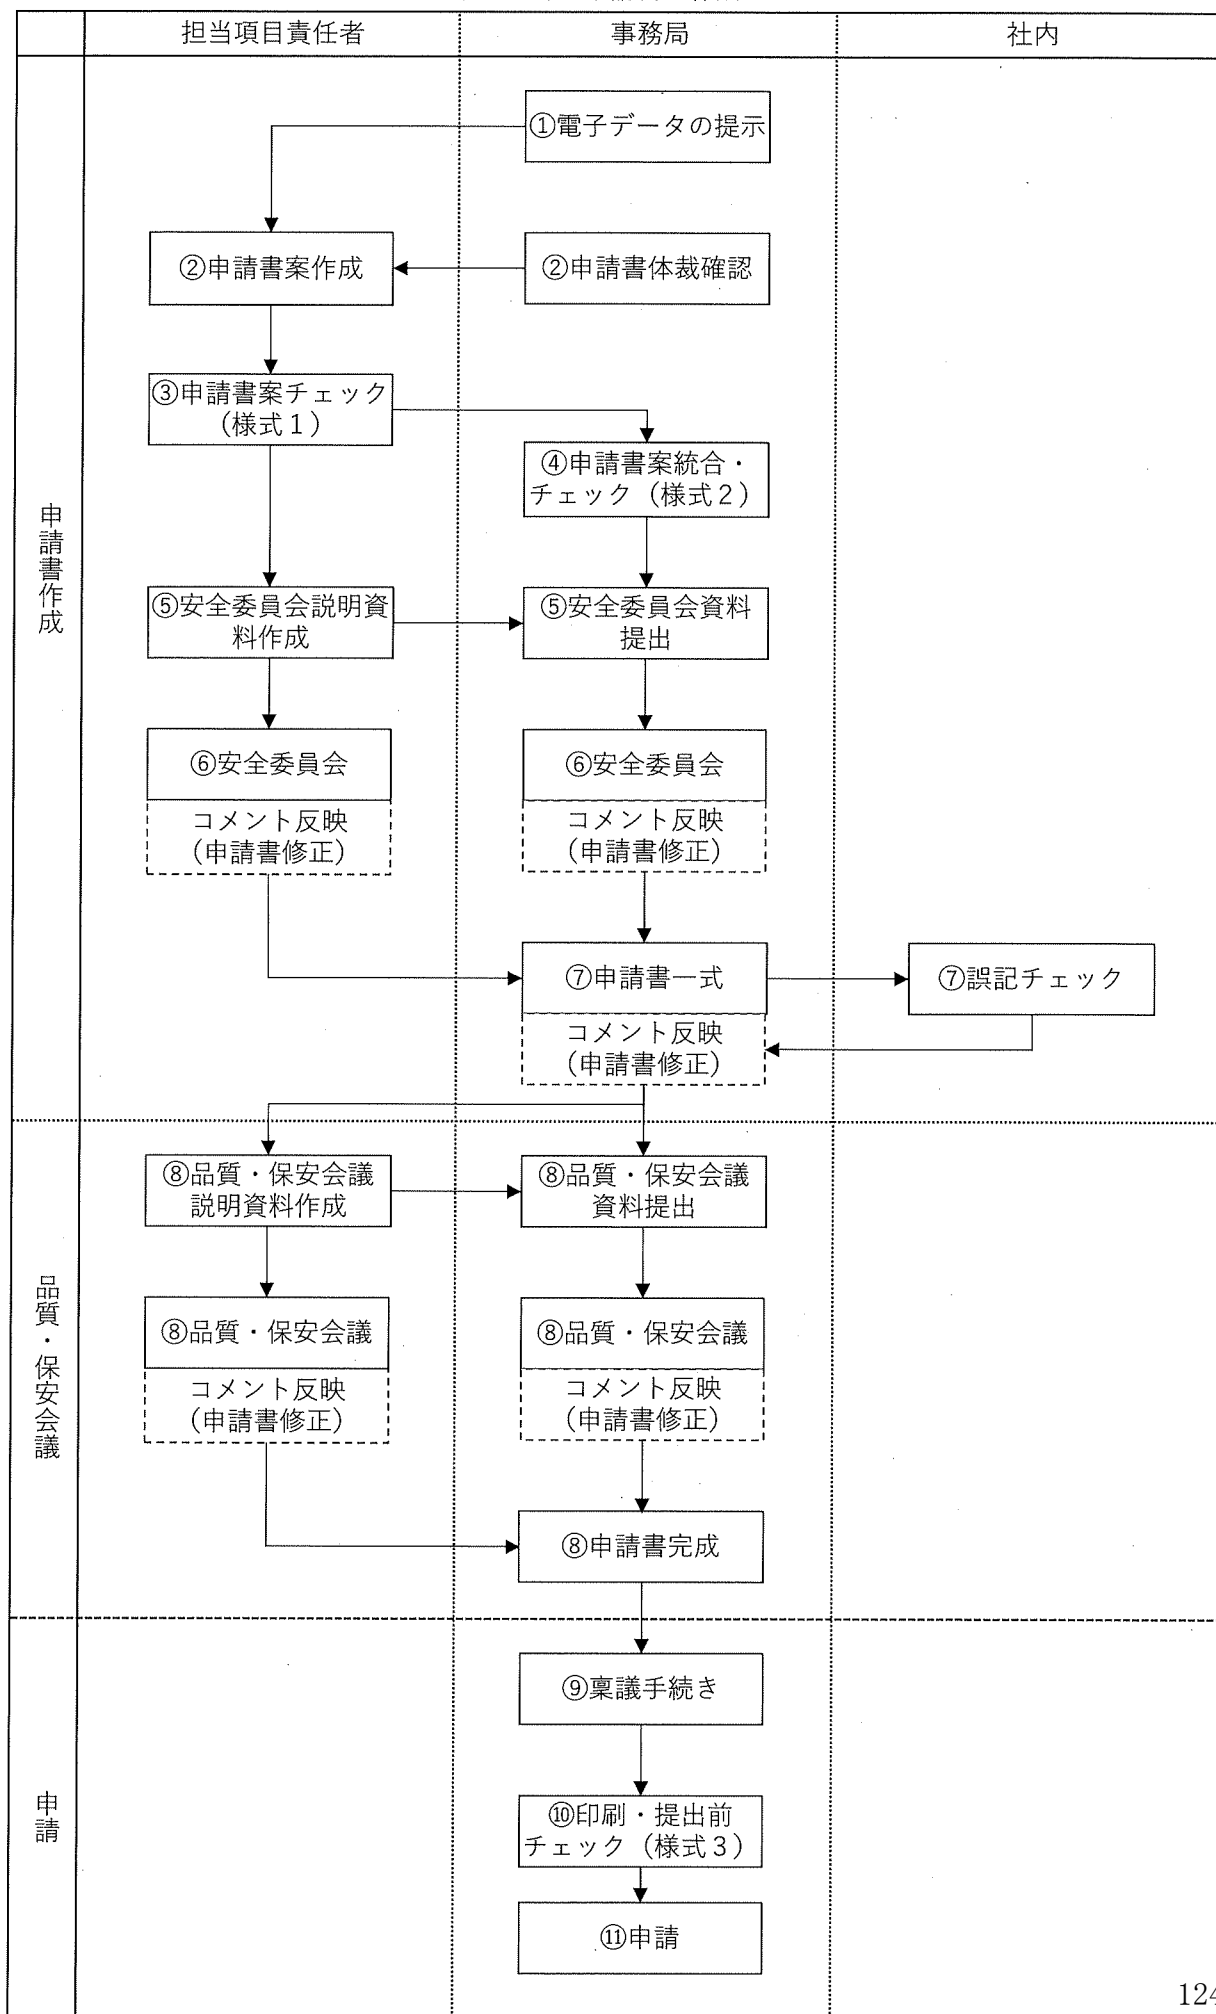 担当項目責任者
事務局
社内
申請書作成
①電子データの提示
②申請書案作成
②申請書体裁確認
③申請書案チェック
(様式１)
④申請書案統合・
チェック（様式２）
⑤安全委員会説明資
料作成
⑤安全委員会資料
提出
⑥安全委員会
コメント反映
(申請書修正)
⑥安全委員会
コメント反映
(申請書修正)
⑦申請書一式
コメント反映
(申請書修正)
⑦誤記チェック
品質・保安会議
⑧品質・保安会議
説明資料作成
⑧品質・保安会議
資料提出
⑧品質・保安会議
コメント反映
(申請書修正)
⑧品質・保安会議
コメント反映
(申請書修正)
⑧申請書完成
申請
⑨稟議手続き
⑩印刷・提出前
チェック（様式３）
⑪申請
124